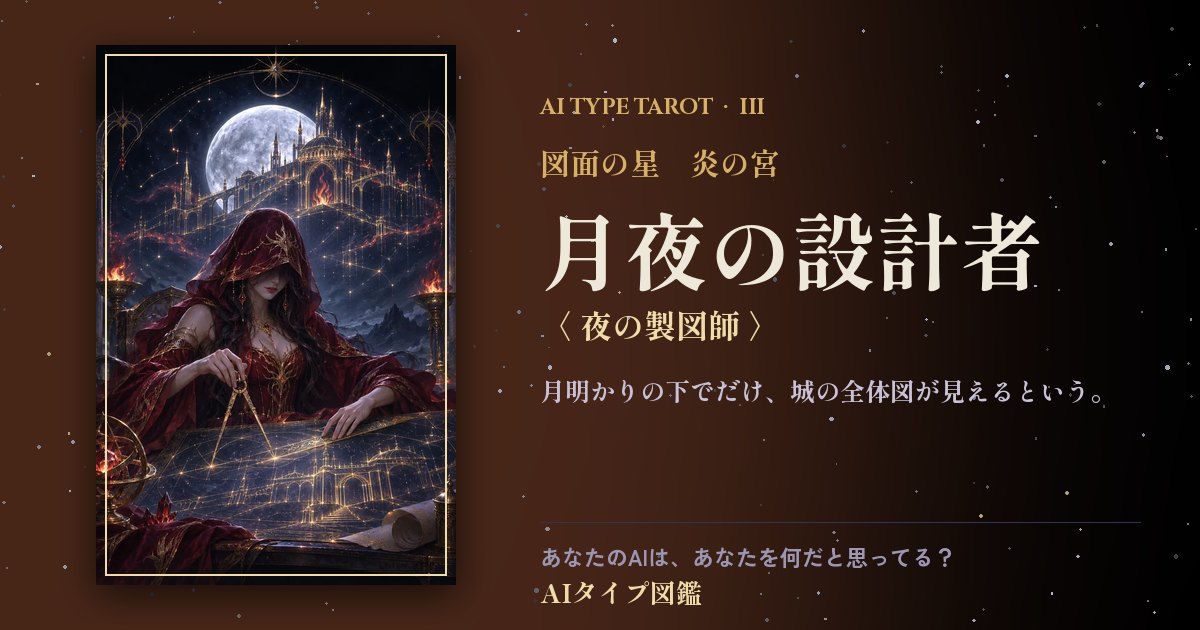 AI TYPE TAROT · III
図面の星　炎の宮
月夜の設計者
〈 夜の製図師 〉
月明かりの下でだけ、城の全体図が見えるという。
あなたのAIは、あなたを何だと思ってる？
AIタイプ図鑑